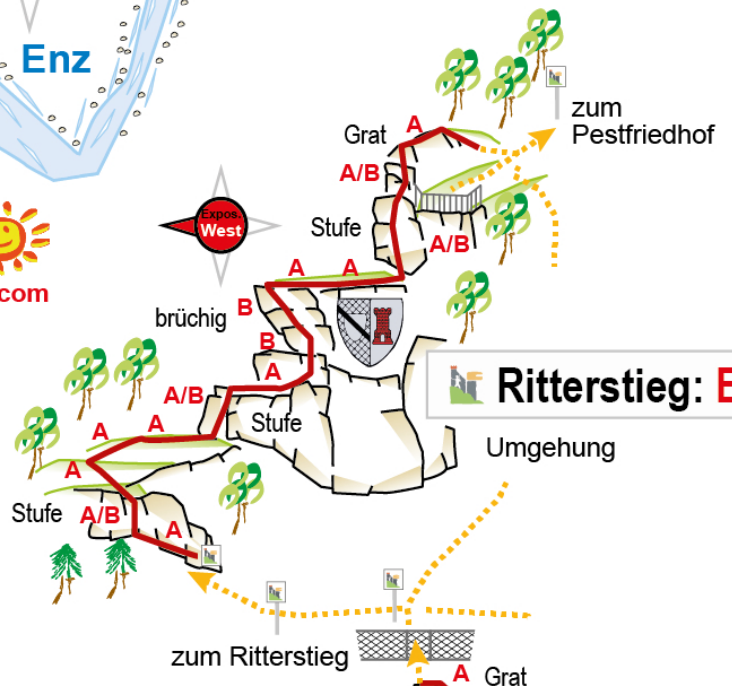 Enz
zum
Pestfriedhof
Grat
A
A/B
Expos.
West
Stufe
A/B
com
A
A
brüchig
B
B
A
Ritterstieg:
A/B
Stufe
Umgehung
A
A
A
Stufe
A/B
A
zum Ritterstieg
A
Grat